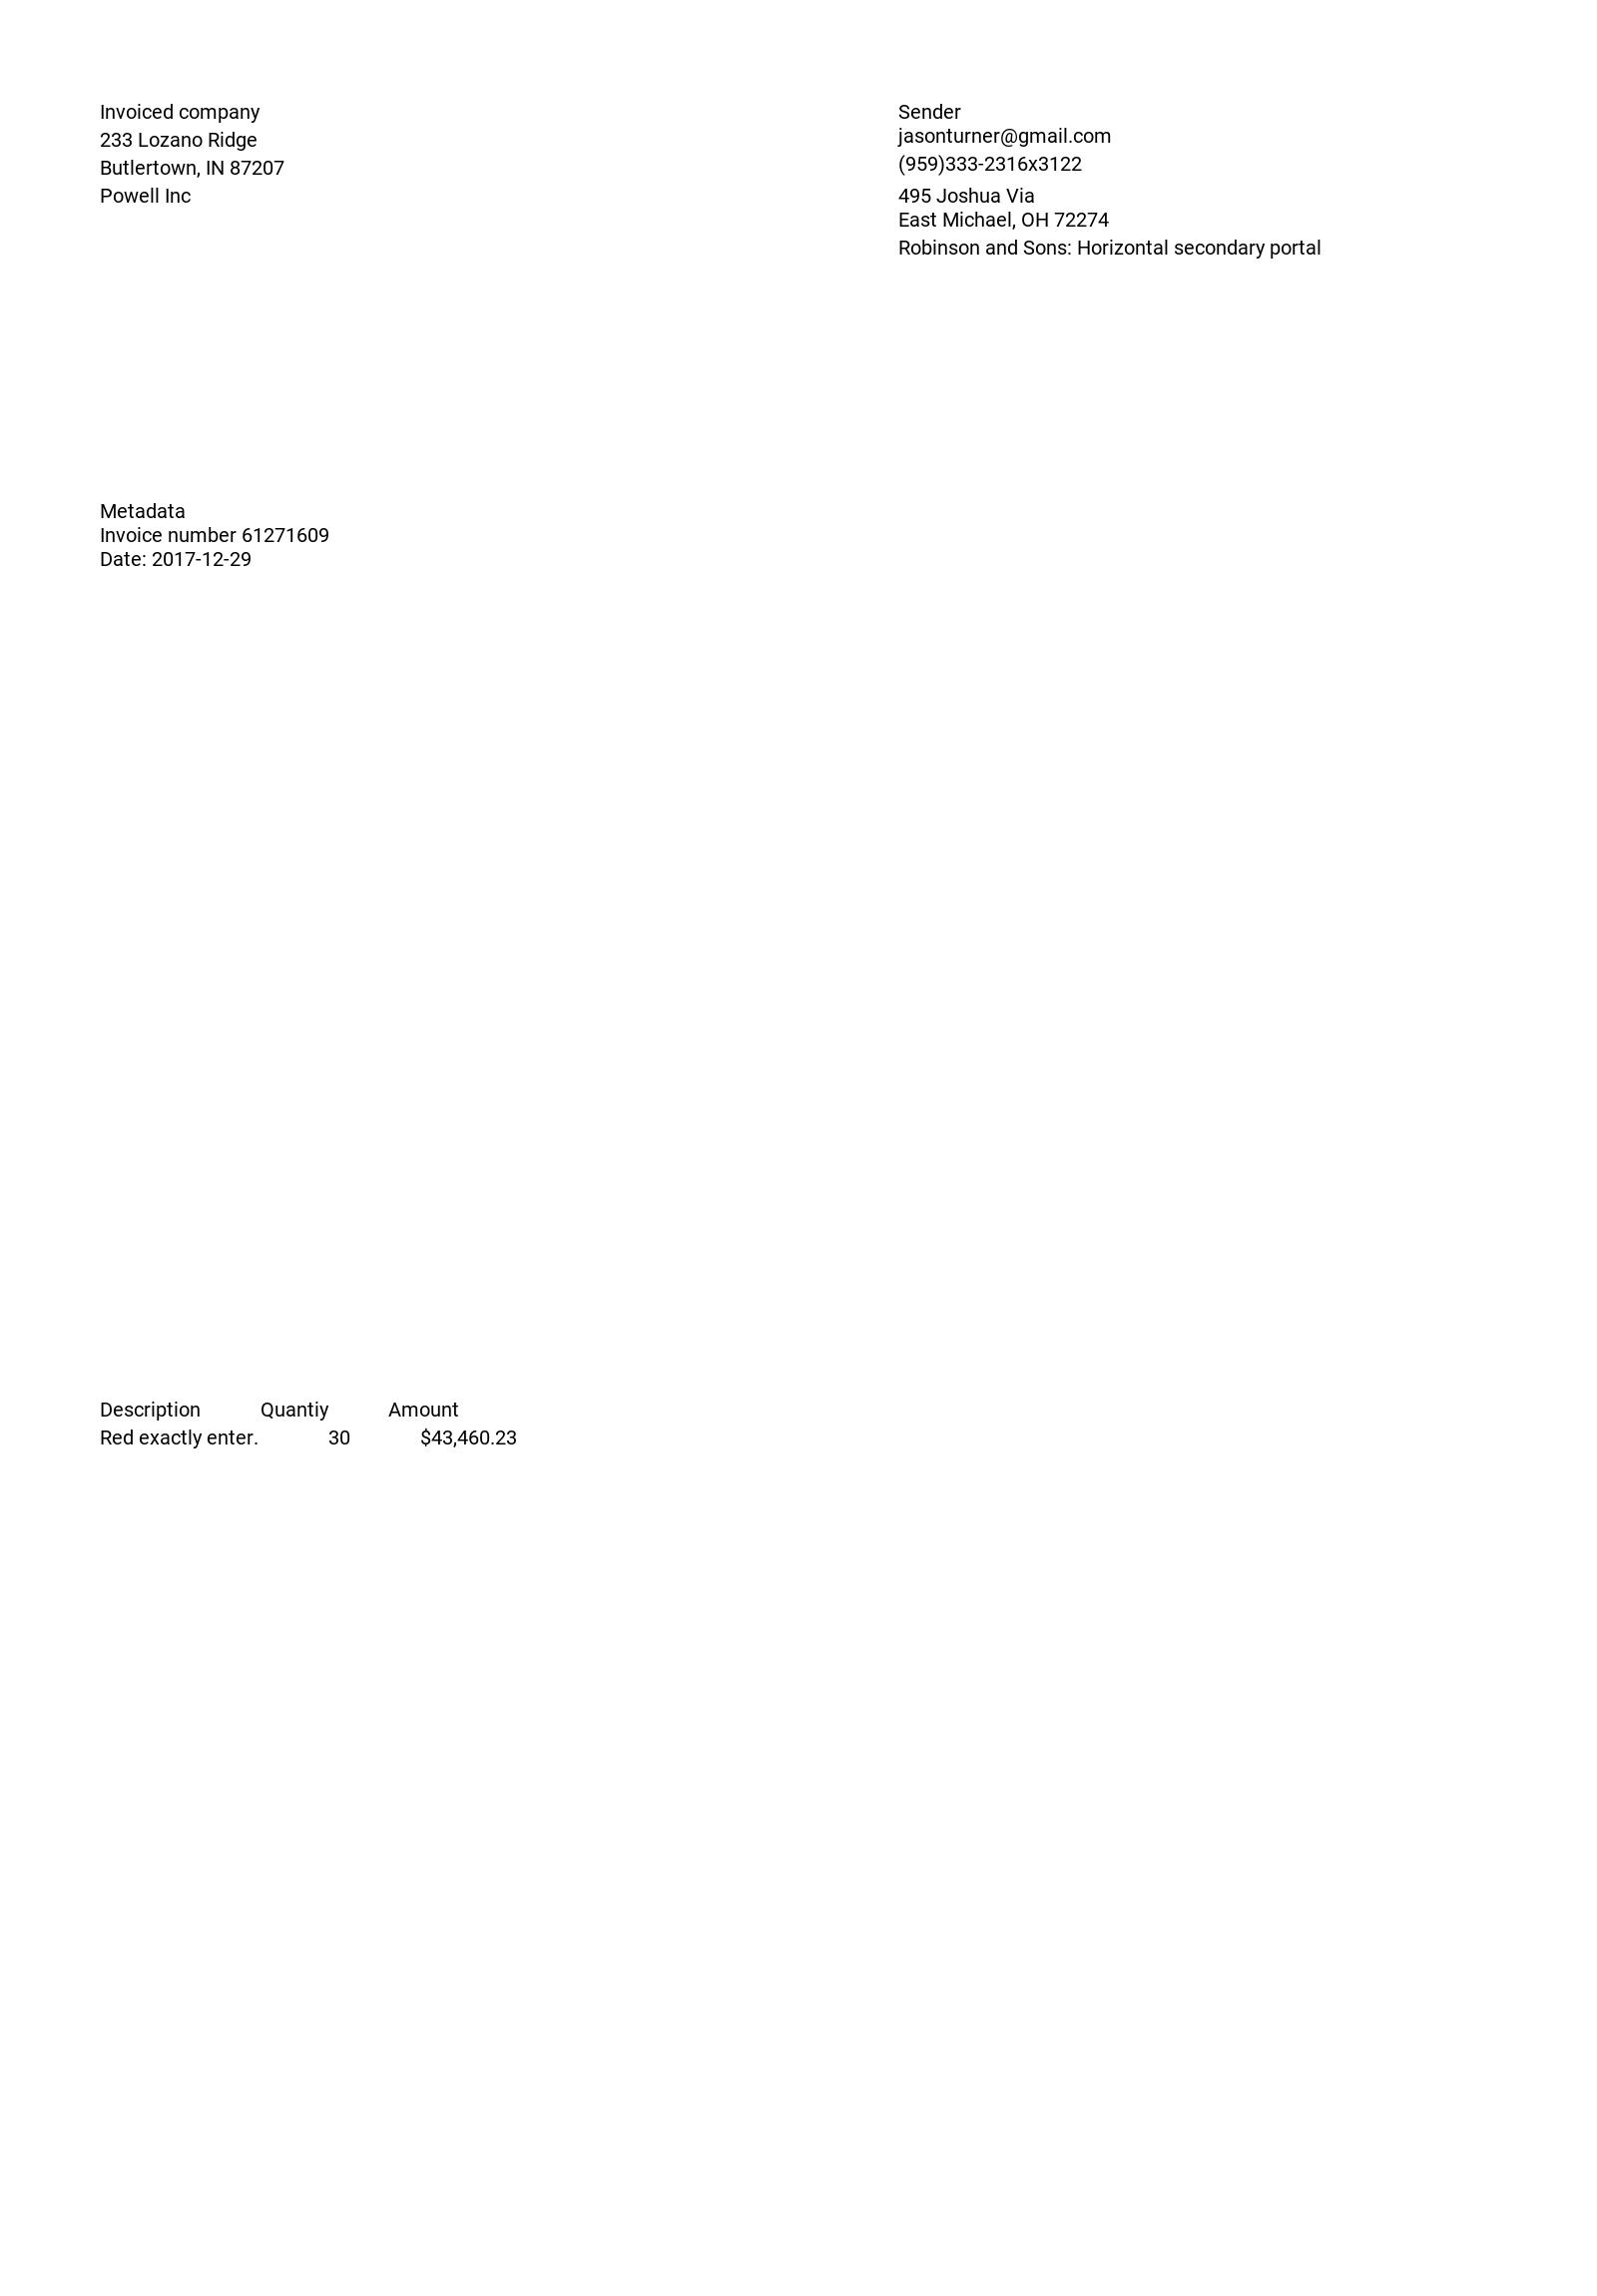 Invoiced company
233 Lozano Ridge
Butlertown, IN 87207
Powell Inc
Sender
jasonturner@gmail.com
(959)333-2316x3122
495 Joshua Via
East Michael, OH 72274
Robinson and Sons: Horizontal secondary portal
Metadata
Invoice number 61271609
Date: 2017-12-29
Description Quantiy Amount
Red exactly enter. 30 $43,460.23